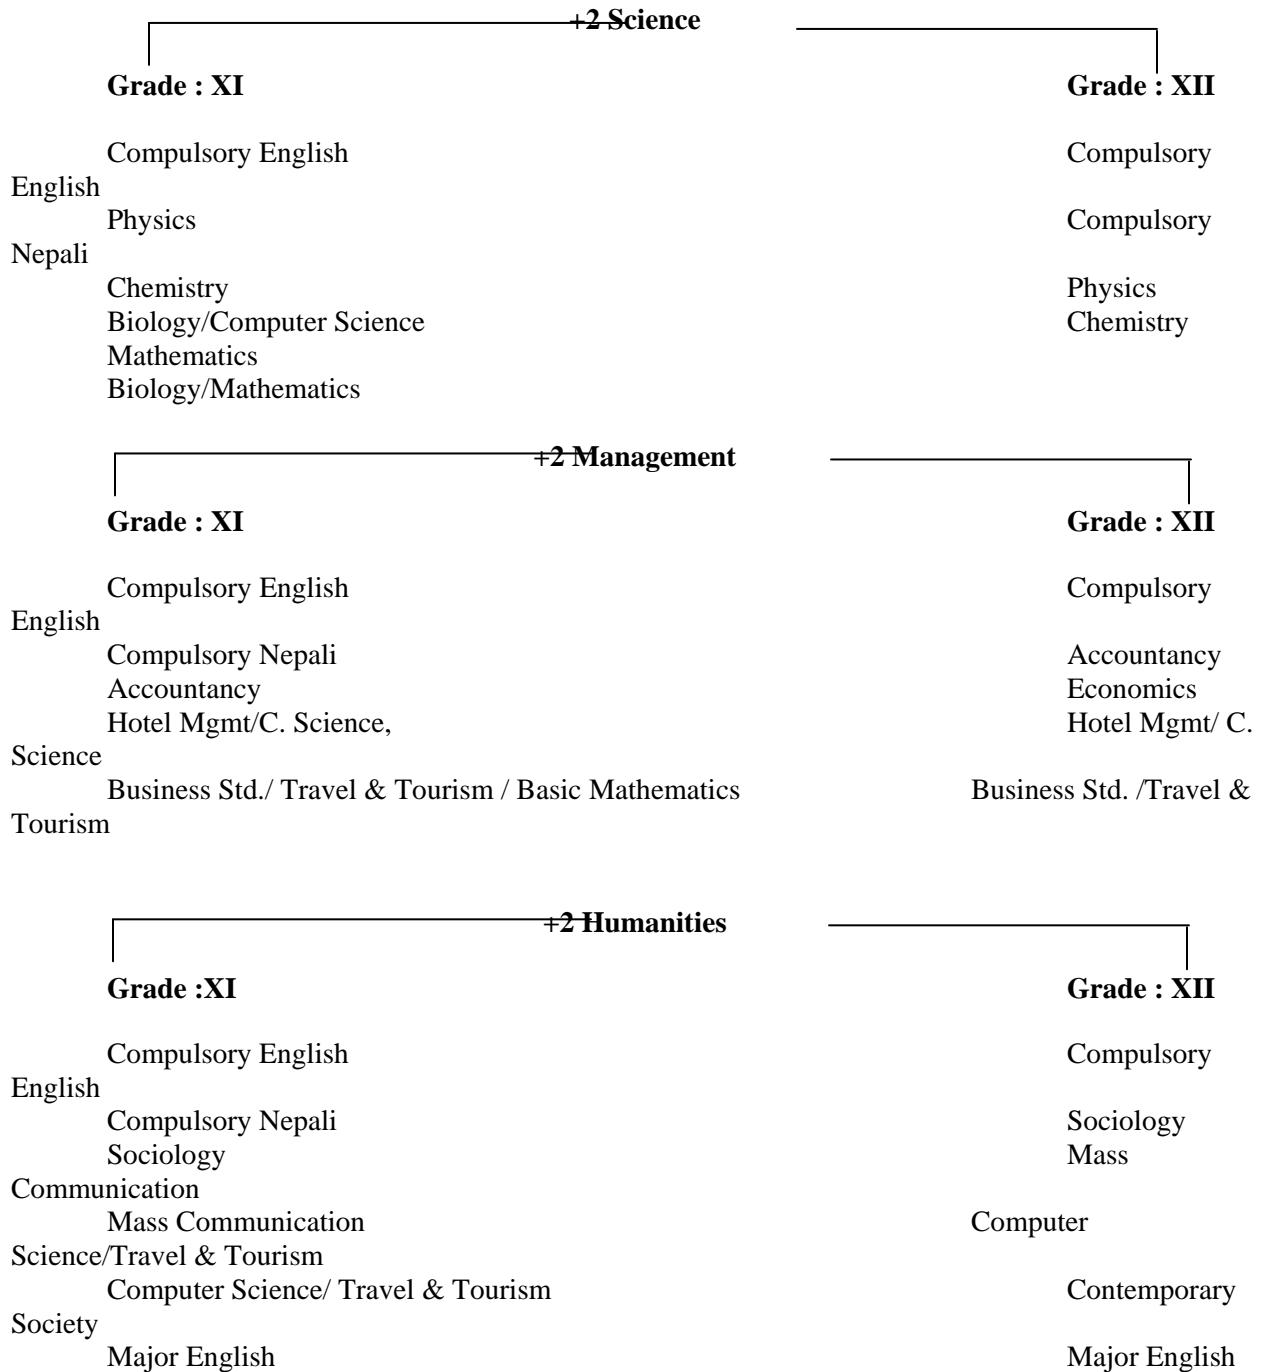 +2 Science
Grade : XI Grade : XII
Compulsory English Compulsory
English
Physics Compulsory
Nepali
Chemistry Physics
Biology/Computer Science Chemistry
Mathematics
Biology/Mathematics
+2 Management
Grade : XI Grade : XII
Compulsory English Compulsory
English
Compulsory Nepali Accountancy
Accountancy Economics
Hotel Mgmt/C. Science, Hotel Mgmt/ C.
Science
Business Std./ Travel & Tourism / Basic Mathematics Business Std. /Travel &
Tourism
+2 Humanities
Grade :XI Grade : XII
Compulsory English Compulsory
English
Compulsory Nepali Sociology
Sociology Mass
Communication
Mass Communication Computer
Science/Travel & Tourism
Computer Science/ Travel & Tourism Contemporary
Society
Major English Major English